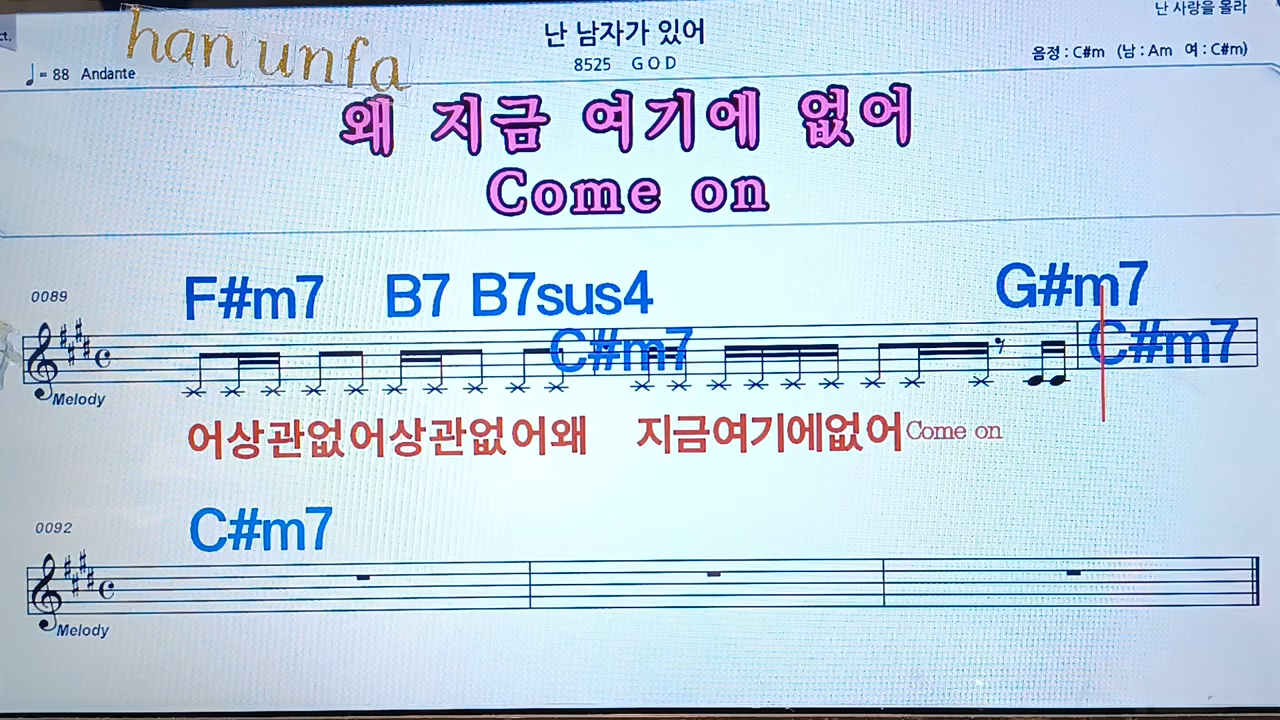 ct.
han unfa
난 남자가 있어
난 사랑을 몰라
♩= 88 Andante
8525 GOD
음정 : C#m (남 : Am 여 : C#m)
왜 지금 여기에 없어
Come on
0089
F#m7 B7 B7sus4 G#m7
C#m7 C#m7
Melody
어상관없어상관없어왜 지금여기에없어Come on
0092
C#m7
Melody